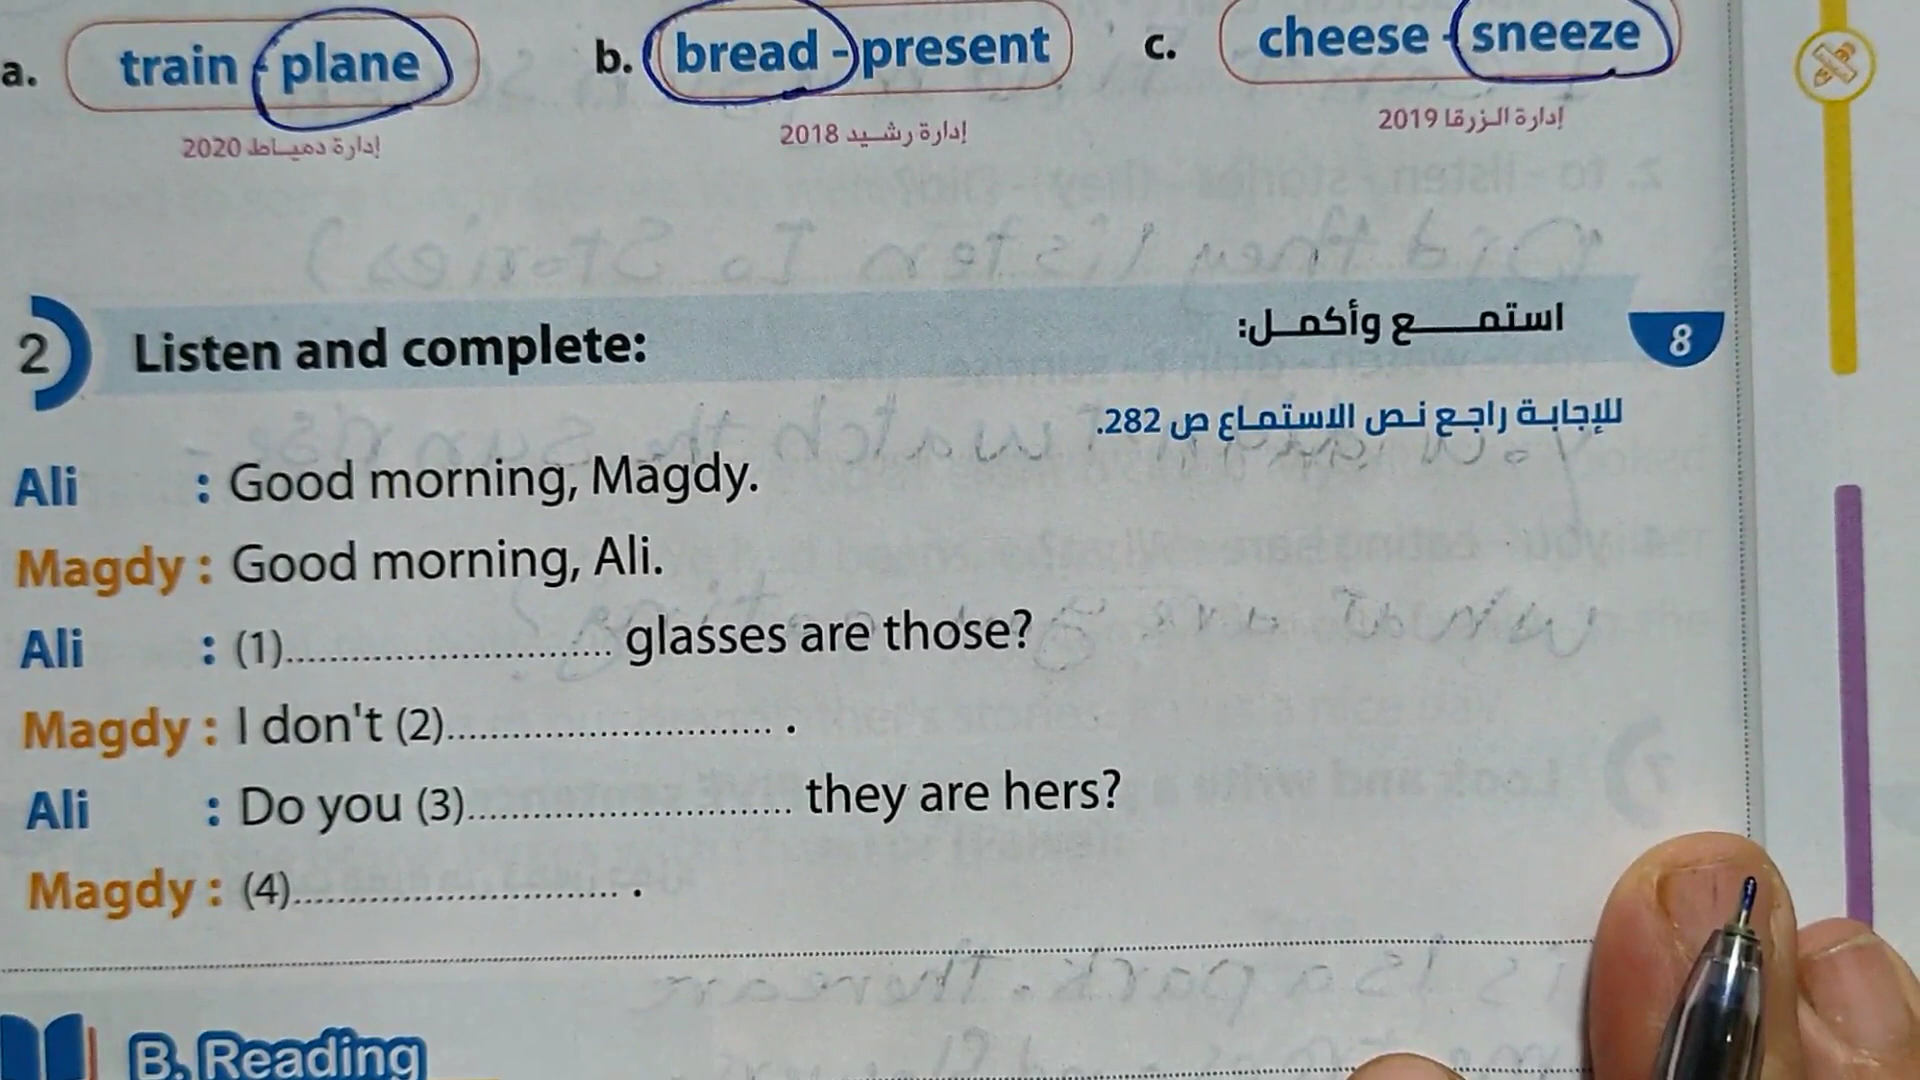 a. train - plane b. bread - present c. cheese - sneeze
إدارة دمياط 2020 إدارة رشيد 2018 إدارة الزرقا 2019
2 Listen and complete: استمع وأكمل: 8
للإجابة راجع نص الاستماع ص 282.
Ali : Good morning, Magdy.
Magdy : Good morning, Ali.
Ali : (1)............................ glasses are those?
Magdy : I don't (2)............................ .
Ali : Do you (3)............................ they are hers?
Magdy : (4)............................ .
B. Reading